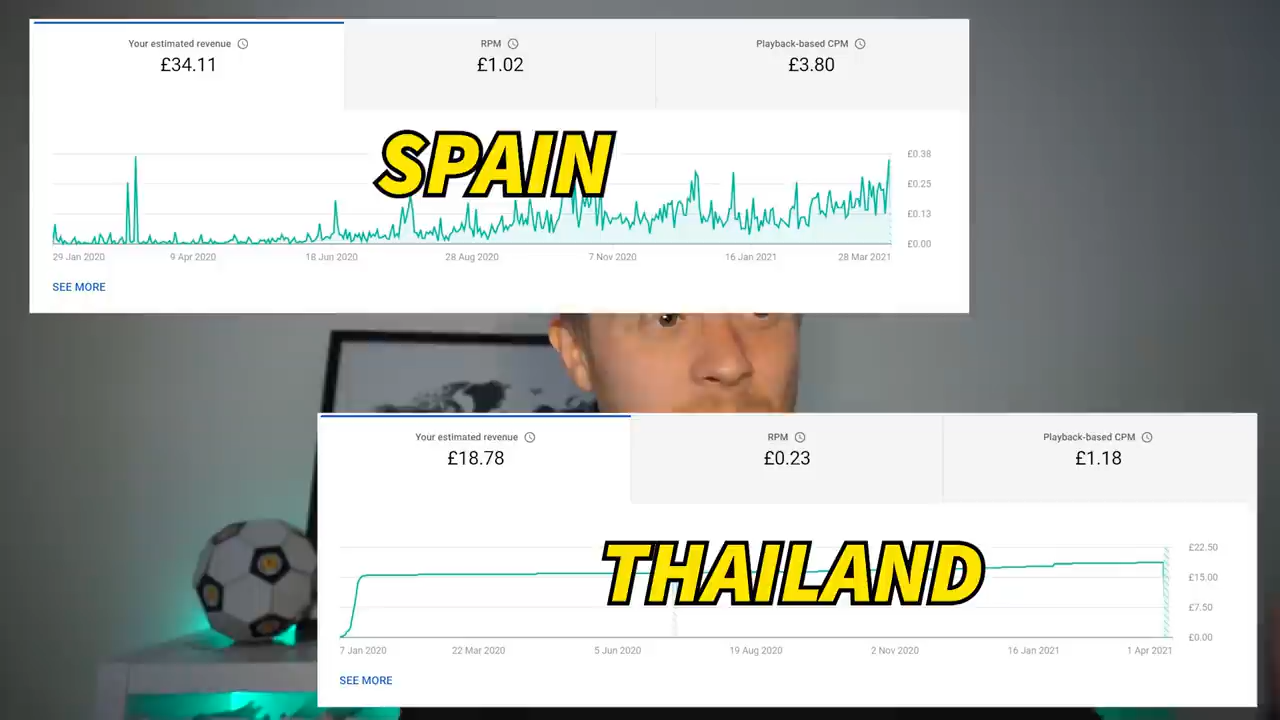 Your estimated revenue RPM Playback-based CPM
£34.11 £1.02 £3.80
SPAIN
£0.38
£0.25
£0.13
£0.00
29 Jan 2020 9 Apr 2020 18 Jun 2020 28 Aug 2020 7 Nov 2020 16 Jan 2021 28 Mar 2021
SEE MORE
Your estimated revenue RPM Playback-based CPM
£18.78 £0.23 £1.18
THAILAND
£22.50
£15.00
£7.50
£0.00
7 Jan 2020 22 Mar 2020 5 Jun 2020 19 Aug 2020 2 Nov 2020 16 Jan 2021 1 Apr 2021
SEE MORE